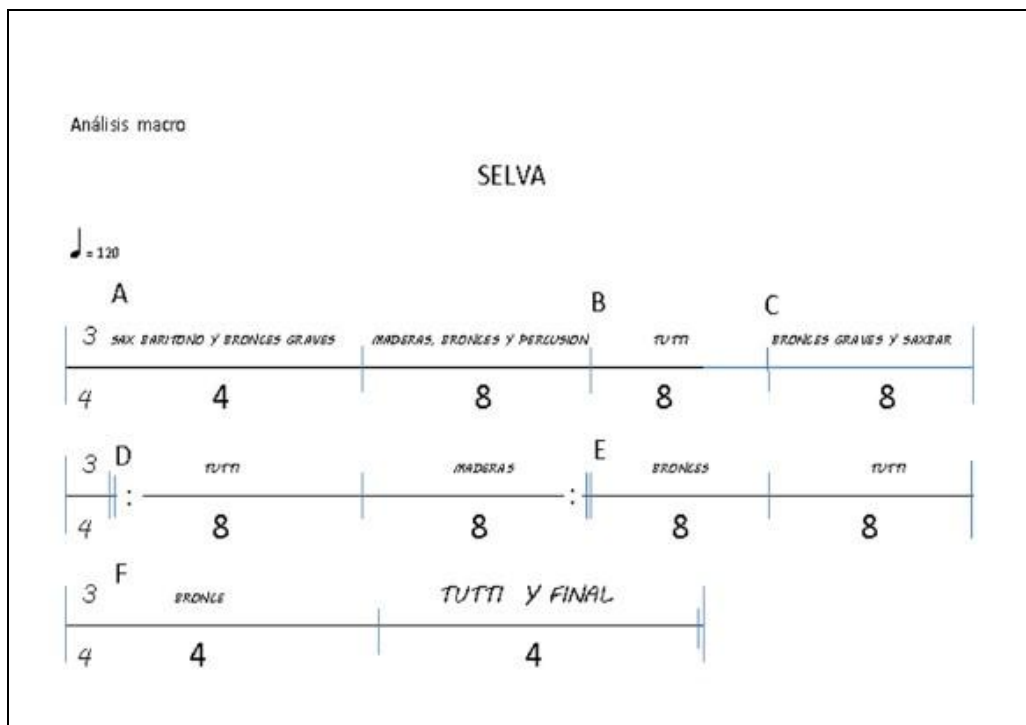 Análisis macro
SELVA
♩ = 120
A B C
3 SAX BARITONO Y BRONCES GRAVES MADERAS, BRONCES Y PERCUSION TUTTI BRONCES GRAVES Y SAXBAR
4 4 8 8 8
D E
3 TUTTI MADERAS BRONCES TUTTI
: :
4 8 8 8 8
F
3 BRONCE TUTTI Y FINAL
4 4 4